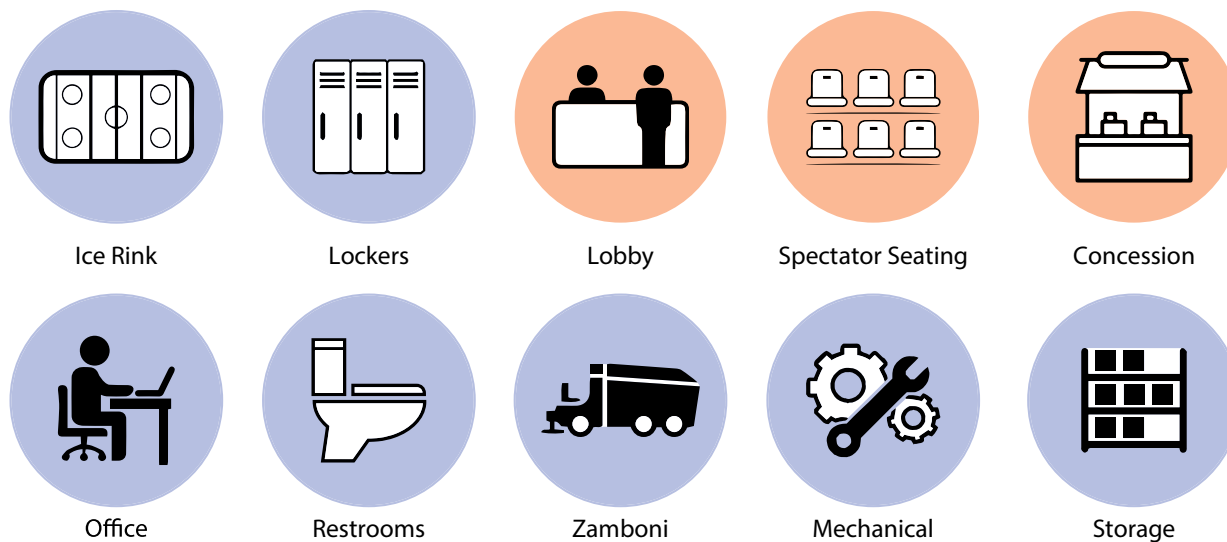 Ice Rink
Lockers
Lobby
Spectator Seating
Concession
Office
Restrooms
Zamboni
Mechanical
Storage